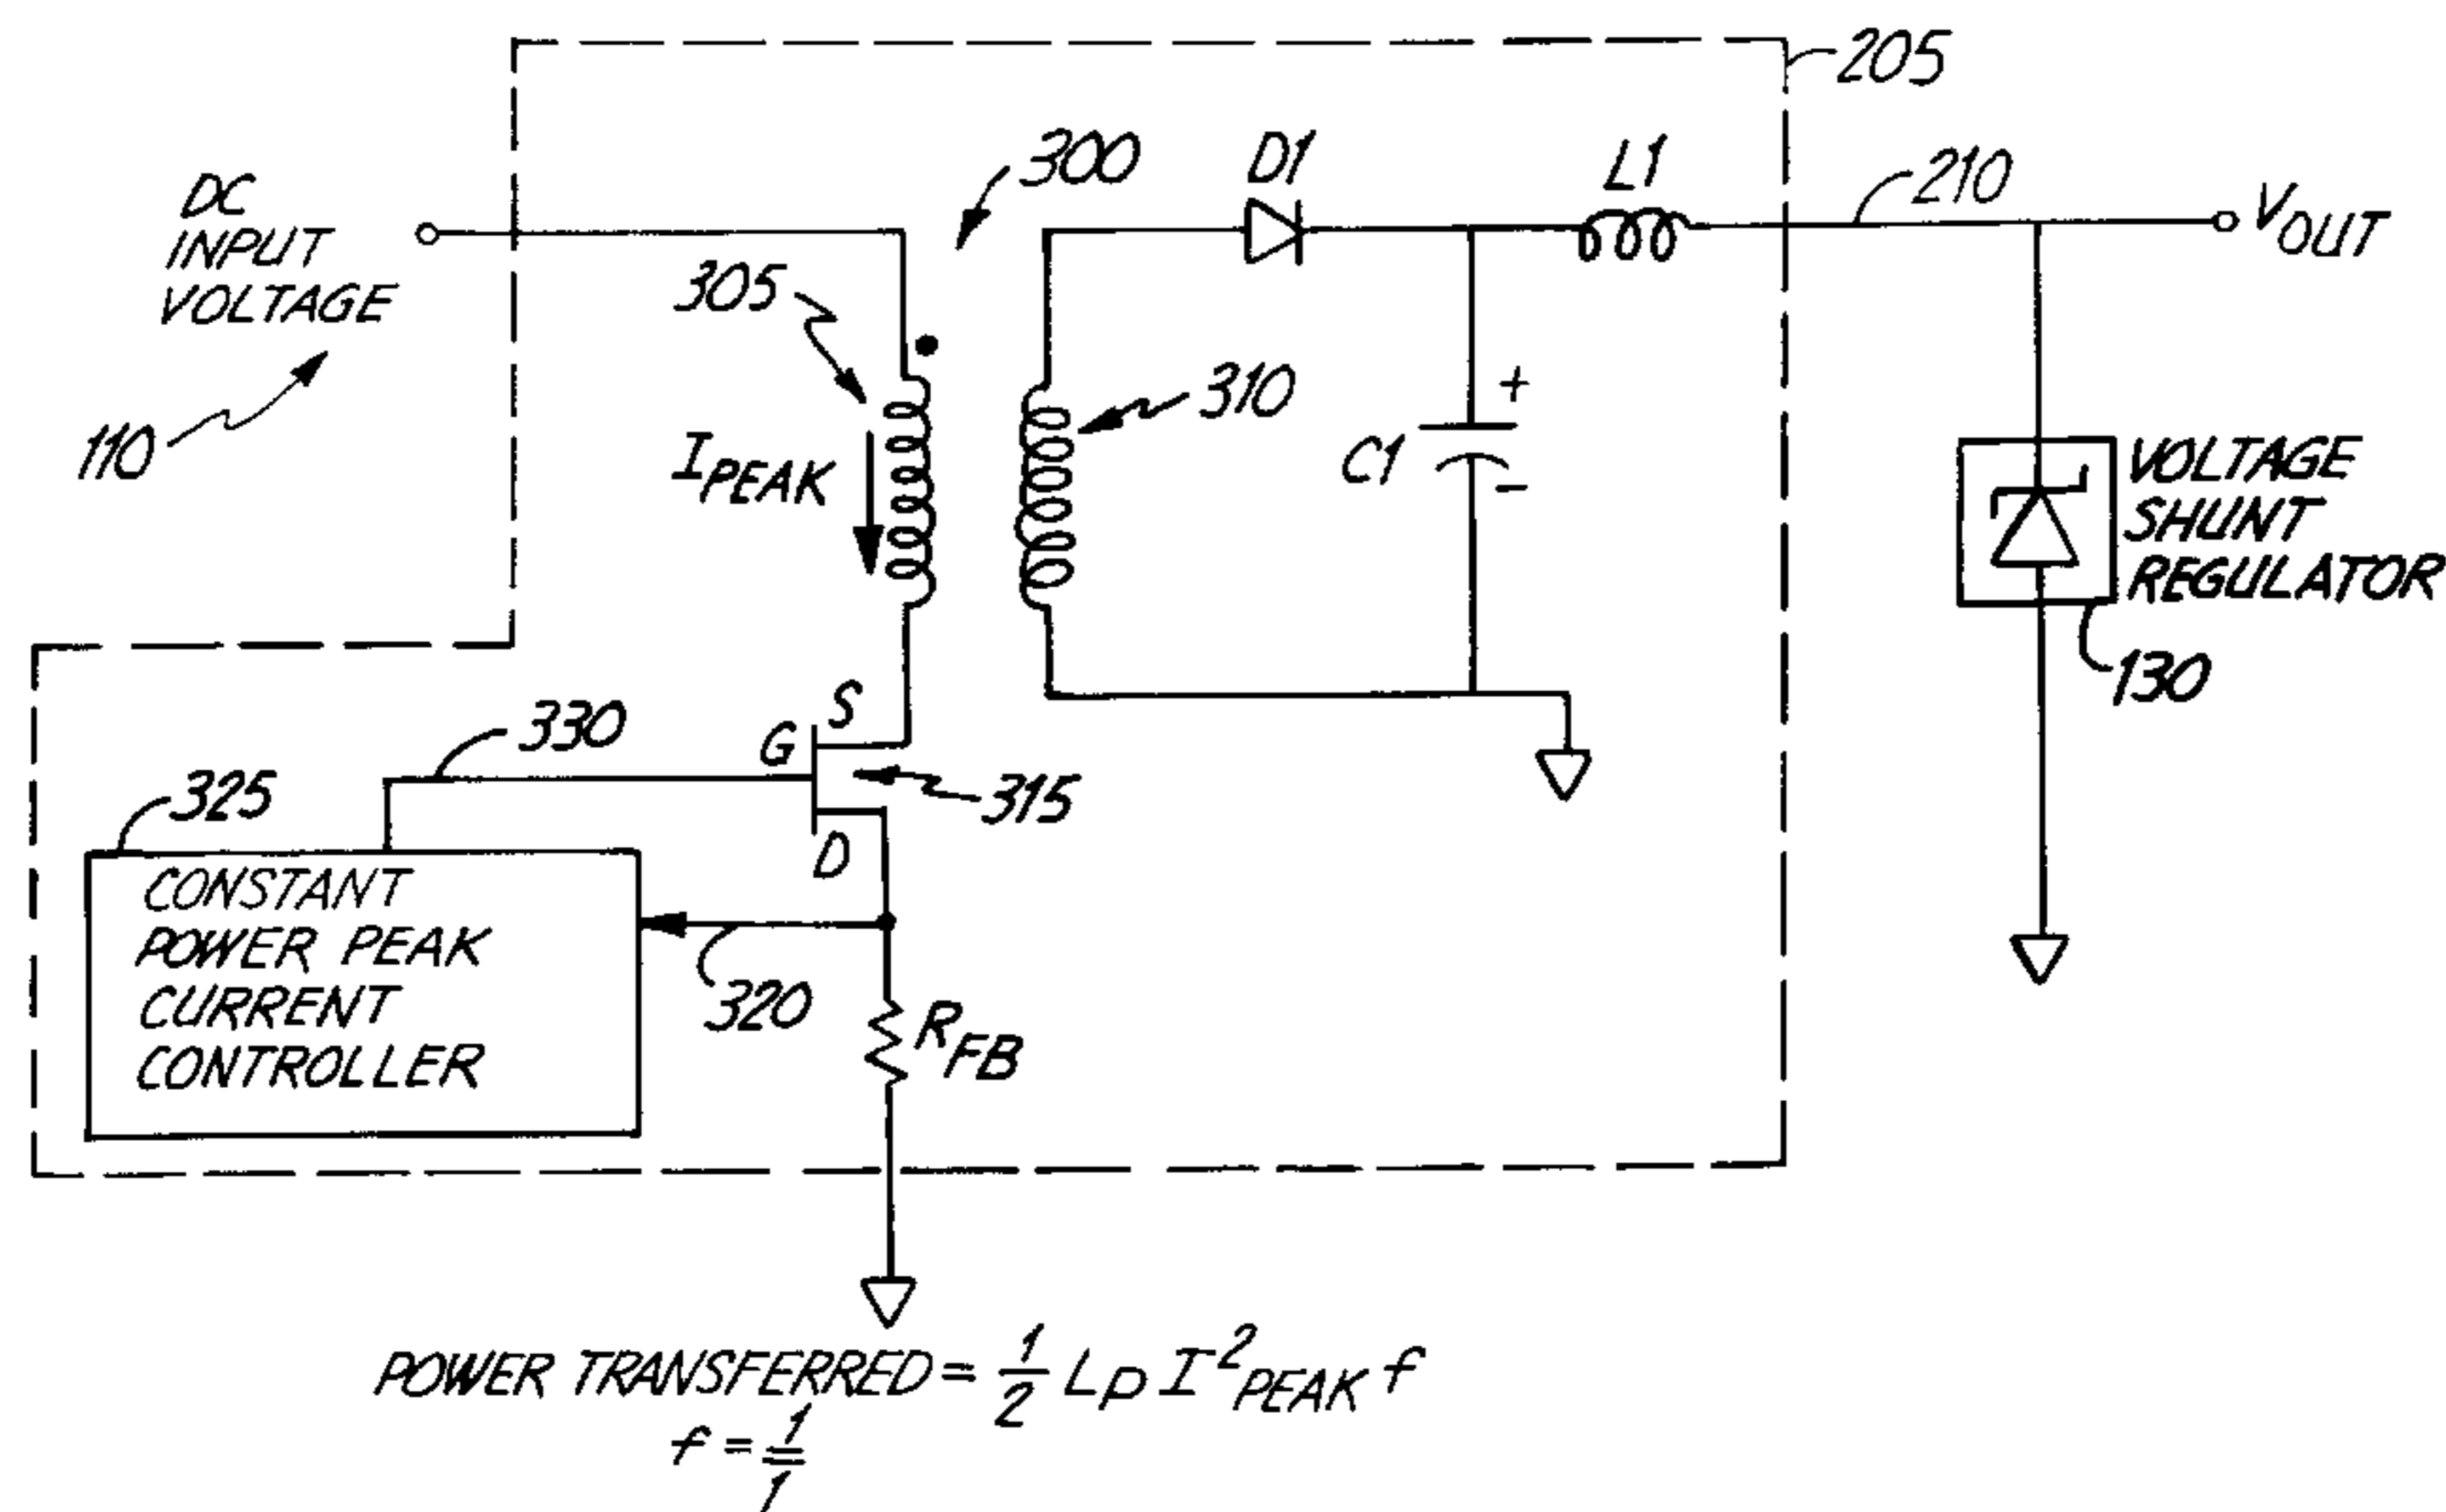 205
300
D1
L1
210
DC
INPUT
VOLTAGE
VOUT
305
110
IPEAK
310
+
C1
-
VOLTAGE
SHUNT
REGULATOR
130
330
G
S
315
325
D
CONSTANT
POWER PEAK
CURRENT
CONTROLLER
320
RFB
POWER TRANSFERRED = 1/2 LP I²PEAK f
f = 1/